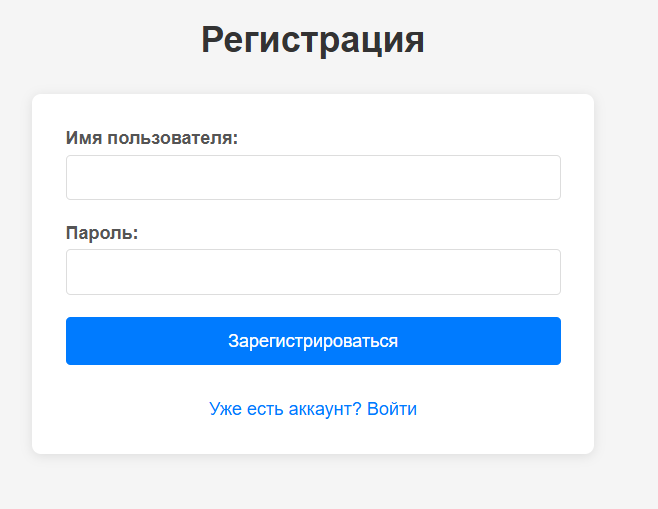 Регистрация
Имя пользователя:
Пароль:
Зарегистрироваться
Уже есть аккаунт? Войти